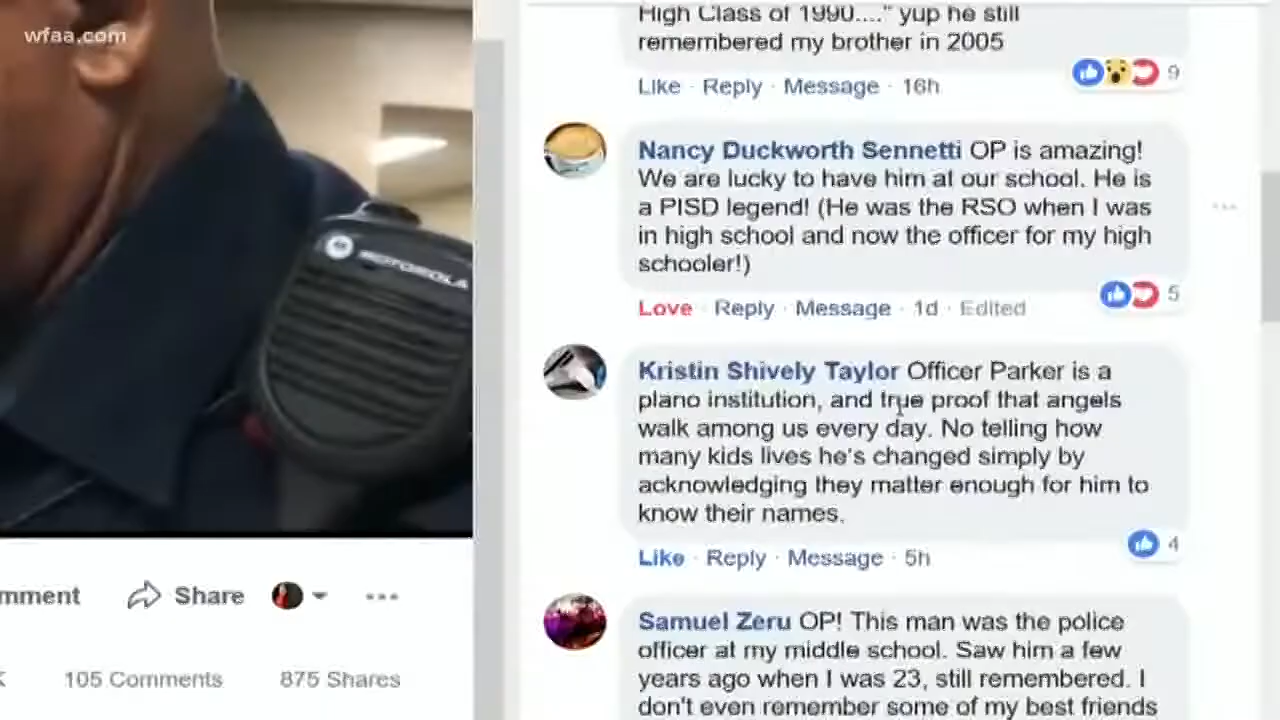 wfaa.com
MOTOROLA
mment
Share
105 Comments
875 Shares
High Class of 1990...." yup he still
remembered my brother in 2005
Like · Reply · Message · 16h
9
Nancy Duckworth Sennetti OP is amazing!
We are lucky to have him at our school. He is
a PISD legend! (He was the RSO when I was
in high school and now the officer for my high
schooler!)
Love · Reply · Message · 1d · Edited
5
Kristin Shively Taylor Officer Parker is a
plano institution, and true proof that angels
walk among us every day. No telling how
many kids lives he's changed simply by
acknowledging they matter enough for him to
know their names.
Like · Reply · Message · 5h
4
Samuel Zeru OP! This man was the police
officer at my middle school. Saw him a few
years ago when I was 23, still remembered. I
don't even remember some of my best friends